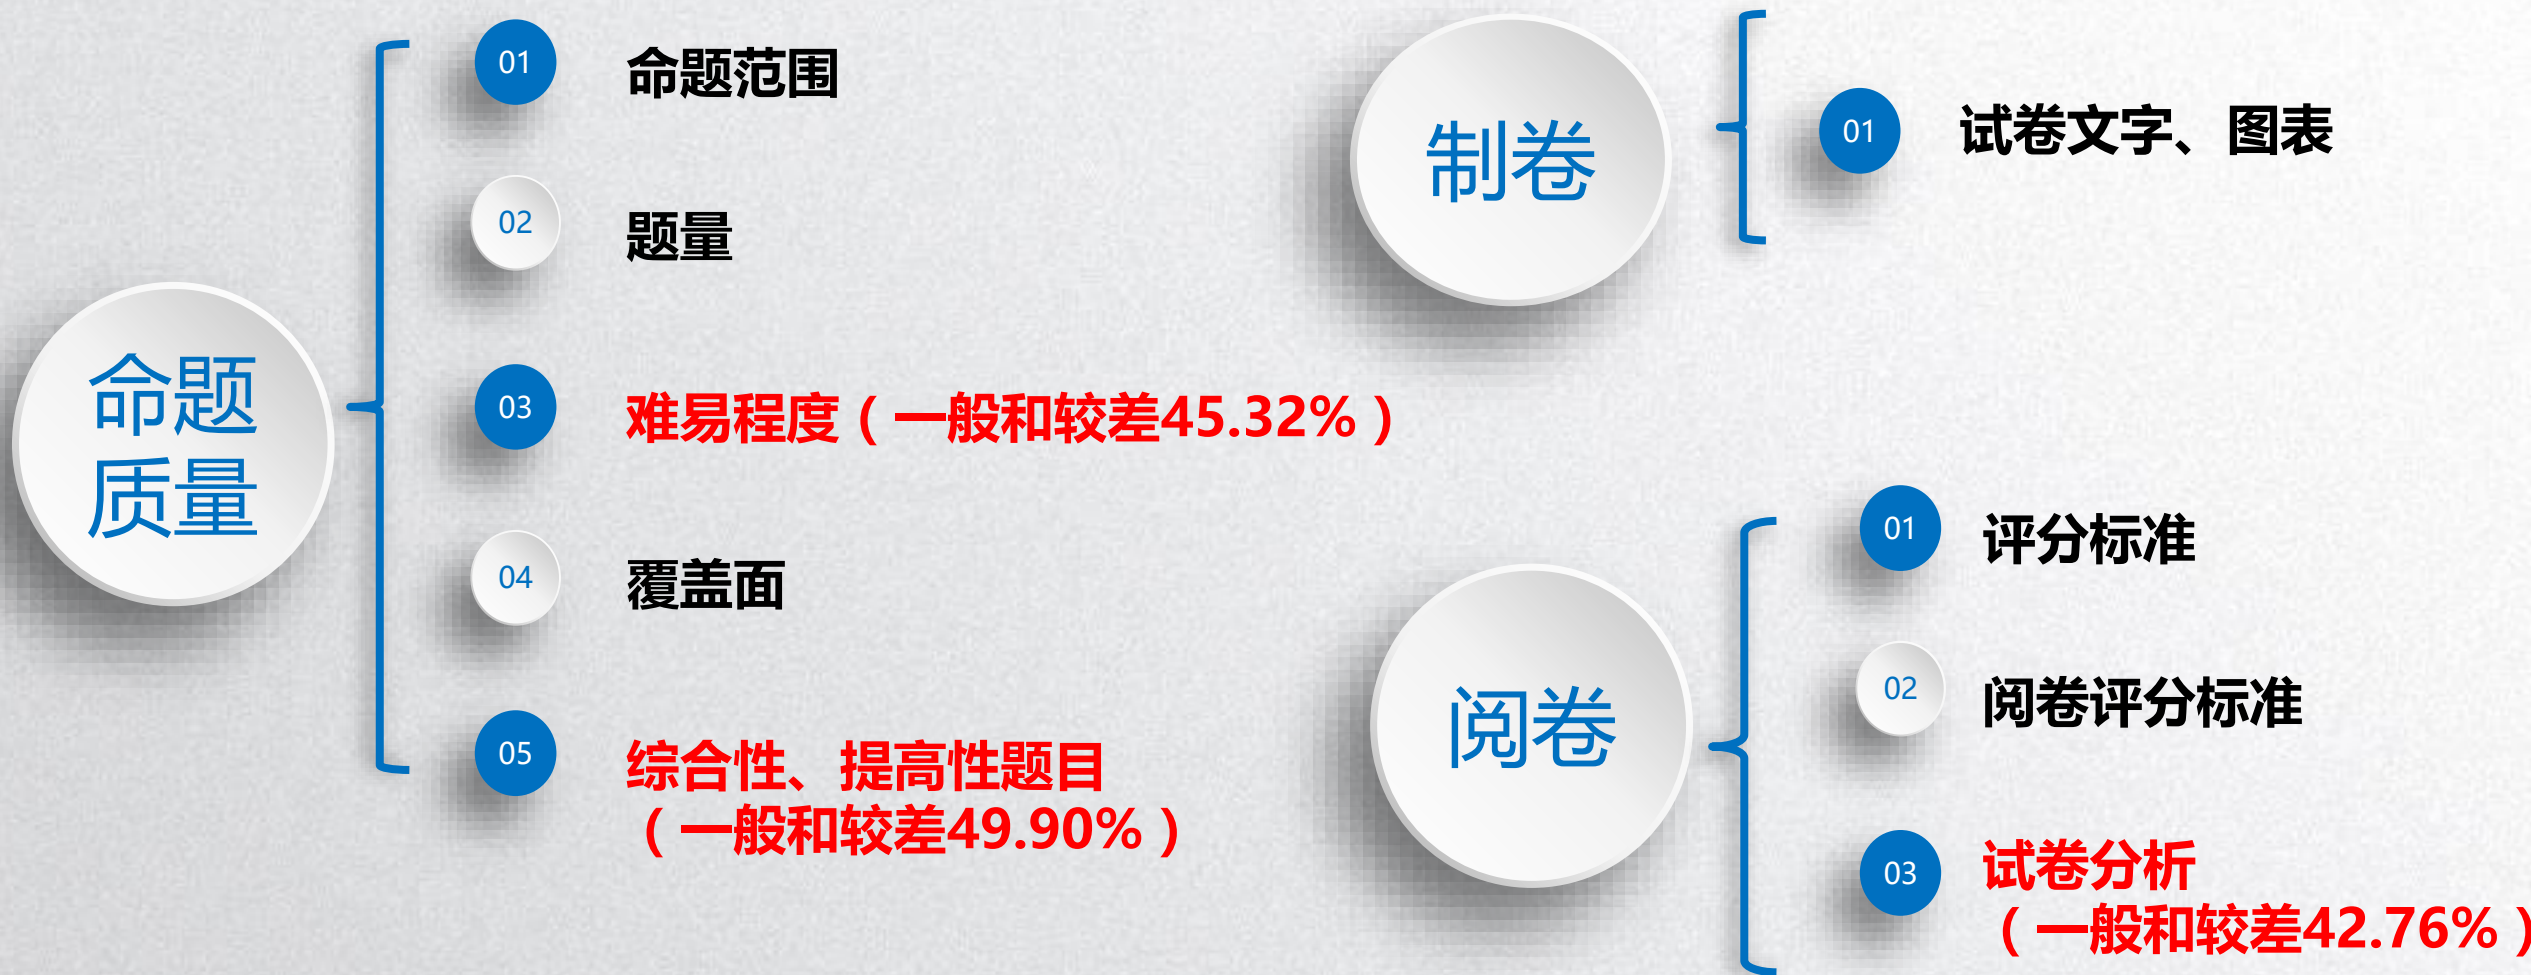 命题
质量
01
命题范围
02
题量
03
难易程度（一般和较差45.32%）
04
覆盖面
05
综合性、提高性题目
（一般和较差49.90%）
制卷
01
试卷文字、图表
阅卷
01
评分标准
02
阅卷评分标准
03
试卷分析
（一般和较差42.76%）